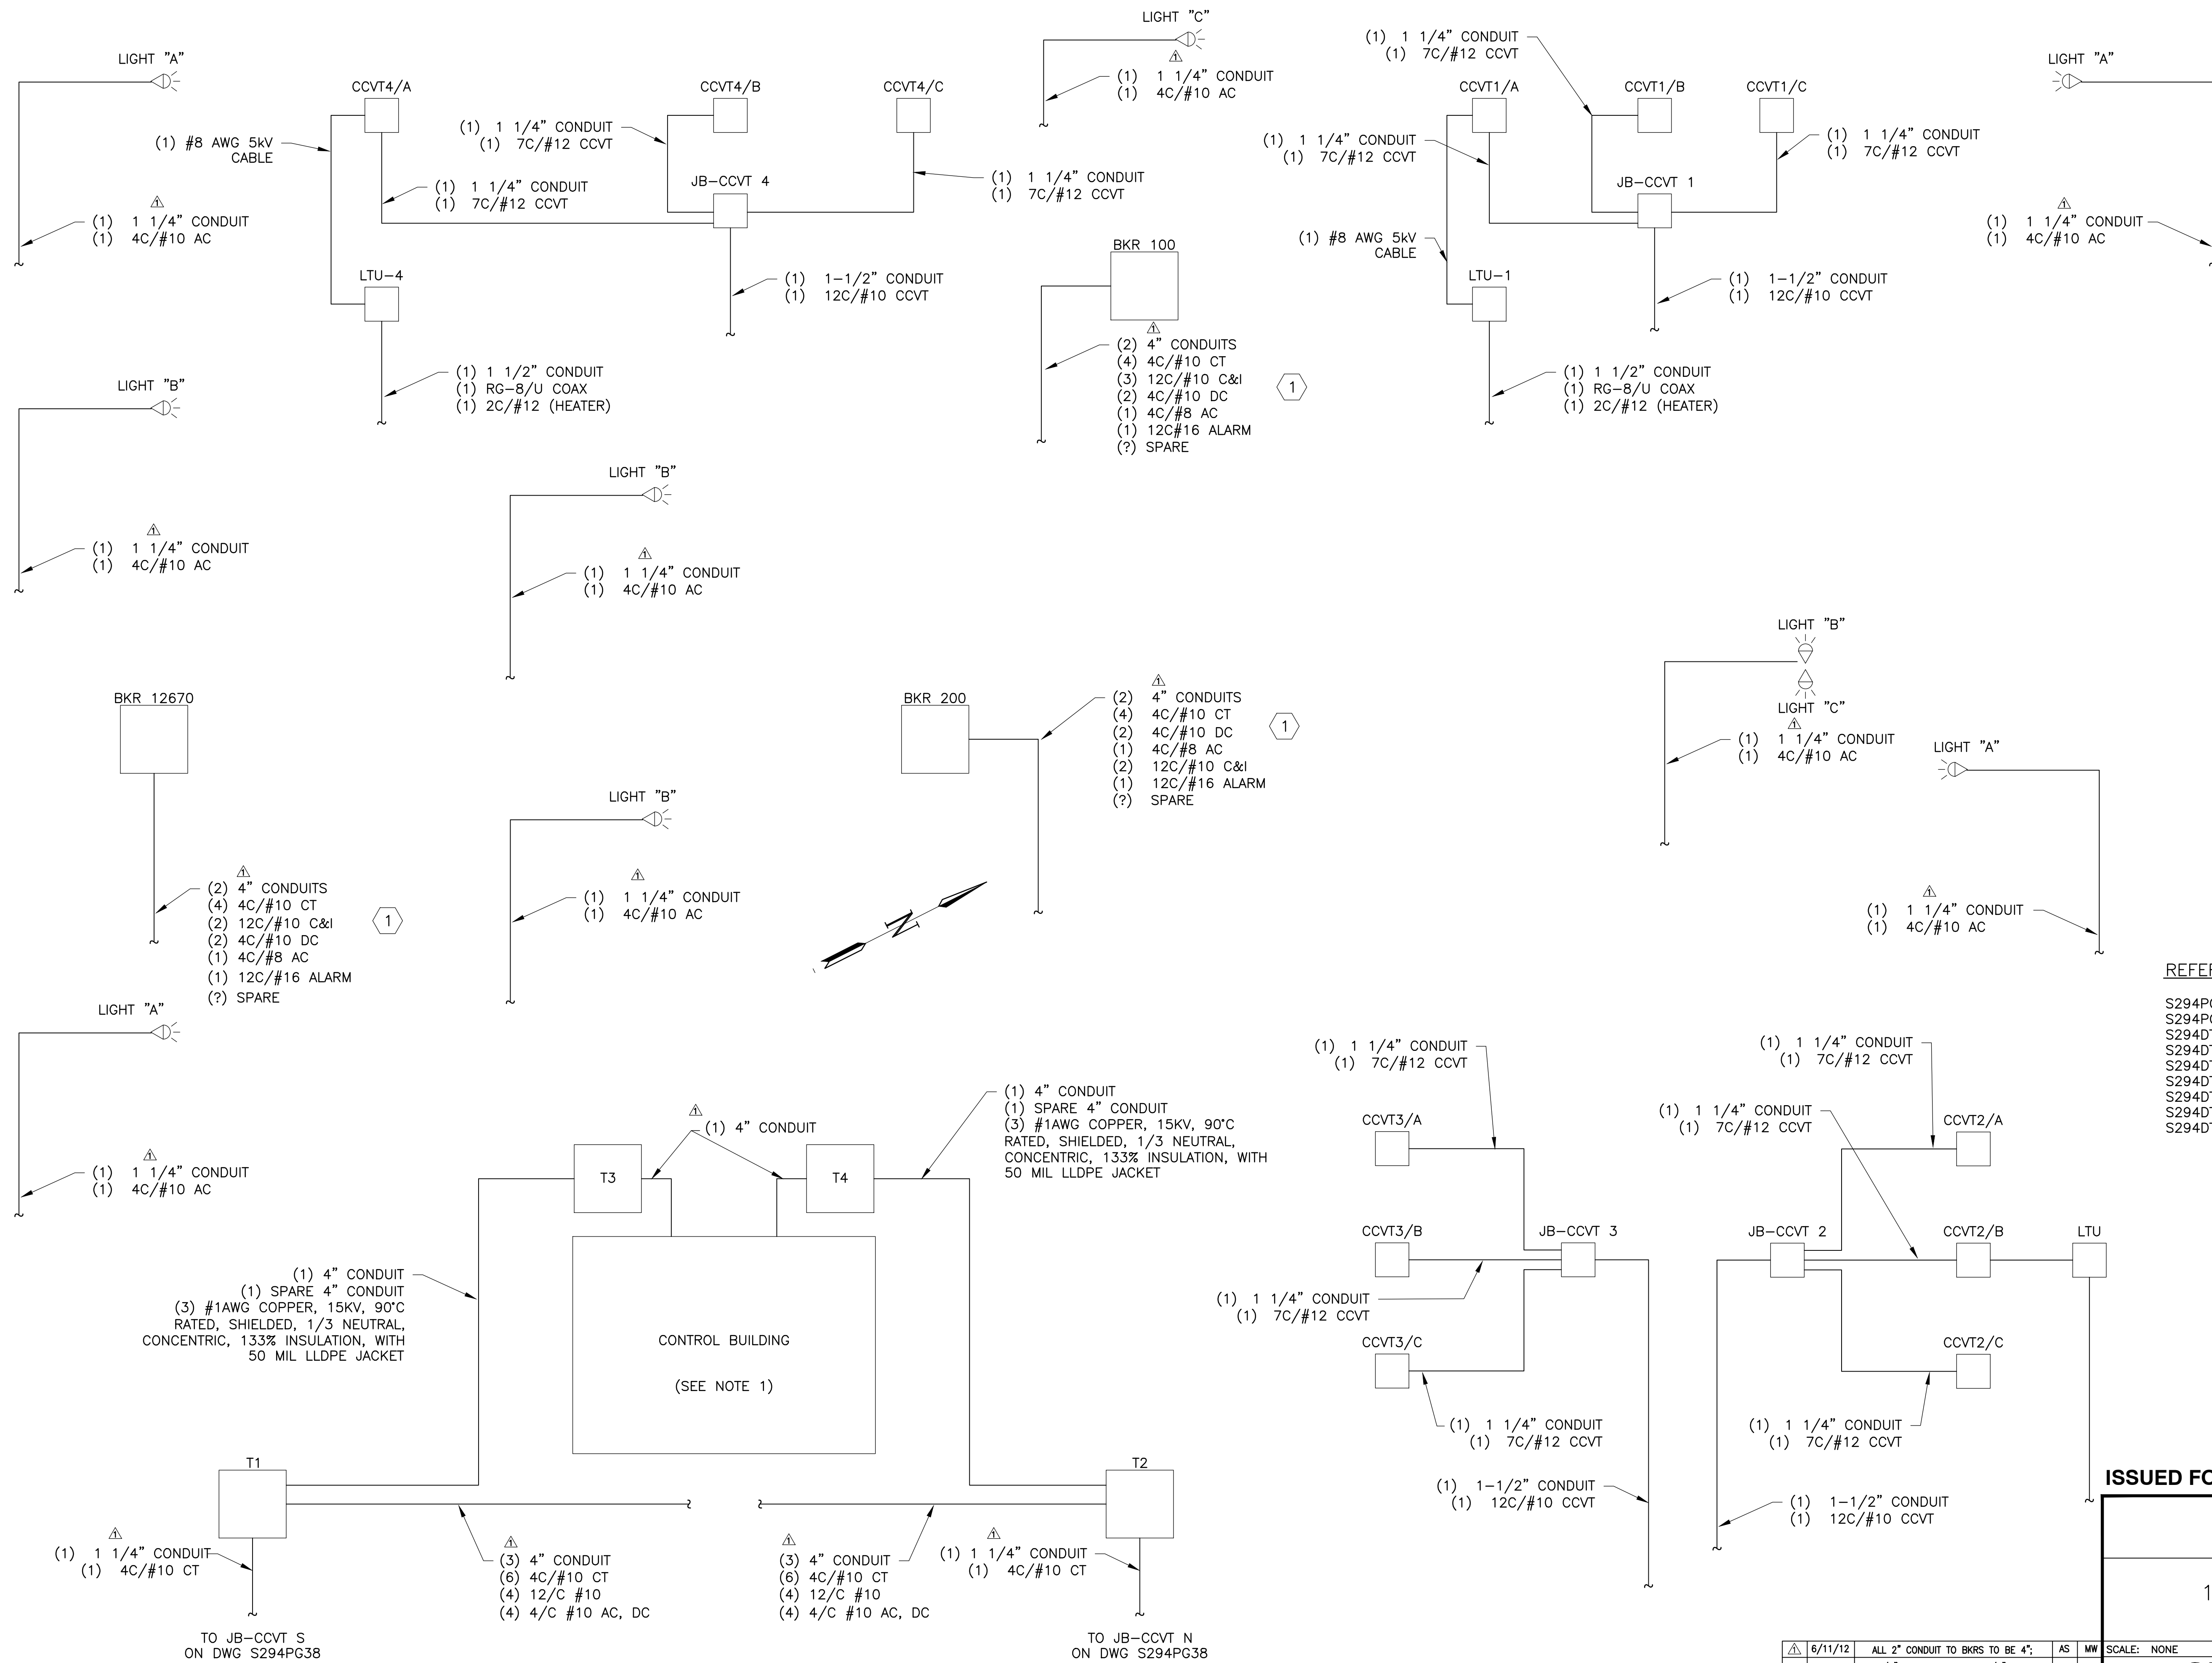 LIGHT "A"
(1) 1 1/4" CONDUIT
(1) 4C/#10 AC
CCVT4/A
CCVT4/B
CCVT4/C
(1) #8 AWG 5kV
CABLE
(1) 1 1/4" CONDUIT
(1) 7C/#12 CCVT
(1) 1 1/4" CONDUIT
(1) 7C/#12 CCVT
JB-CCVT 4
(1) 1 1/4" CONDUIT
(1) 7C/#12 CCVT
LTU-4
(1) 1-1/2" CONDUIT
(1) 12C/#10 CCVT
(1) 1 1/2" CONDUIT
(1) RG-8/U COAX
(1) 2C/#12 (HEATER)
LIGHT "C"
1
(1) 1 1/4" CONDUIT
(1) 4C/#10 AC
BKR 100
1
(2) 4" CONDUITS
(4) 4C/#10 CT
(3) 12C/#10 C&I
(2) 4C/#10 DC
(1) 4C/#8 AC
(1) 12C#16 ALARM
(?) SPARE
1
(1) 1 1/4" CONDUIT
(1) 7C/#12 CCVT
CCVT1/A
CCVT1/B
CCVT1/C
(1) 1 1/4" CONDUIT
(1) 7C/#12 CCVT
(1) 1 1/4" CONDUIT
(1) 7C/#12 CCVT
JB-CCVT 1
(1) #8 AWG 5kV
CABLE
LTU-1
(1) 1-1/2" CONDUIT
(1) 12C/#10 CCVT
(1) 1 1/2" CONDUIT
(1) RG-8/U COAX
(1) 2C/#12 (HEATER)
LIGHT "A"
1
(1) 1 1/4" CONDUIT
(1) 4C/#10 AC
1
LIGHT "B"
1
(1) 1 1/4" CONDUIT
(1) 4C/#10 AC
LIGHT "B"
1
(1) 1 1/4" CONDUIT
(1) 4C/#10 AC
BKR 12670
1
(2) 4" CONDUITS
(4) 4C/#10 CT
(2) 12C/#10 C&I
(2) 4C/#10 DC
(1) 4C/#8 AC
(1) 12C/#16 ALARM
(?) SPARE
1
LIGHT "B"
1
(1) 1 1/4" CONDUIT
(1) 4C/#10 AC
BKR 200
1
(2) 4" CONDUITS
(4) 4C/#10 CT
(2) 4C/#10 DC
(1) 4C/#8 AC
(2) 12C/#10 C&I
(1) 12C/#16 ALARM
(?) SPARE
1
N
LIGHT "B"
LIGHT "C"
1
(1) 1 1/4" CONDUIT
(1) 4C/#10 AC
LIGHT "A"
1
(1) 1 1/4" CONDUIT
(1) 4C/#10 AC
LIGHT "A"
1
(1) 1 1/4" CONDUIT
(1) 4C/#10 AC
1
(1) 4" CONDUIT
T3
T4
(1) 4" CONDUIT
(1) SPARE 4" CONDUIT
(3) #1AWG COPPER, 15KV, 90°C
RATED, SHIELDED, 1/3 NEUTRAL,
CONCENTRIC, 133% INSULATION, WITH
50 MIL LLDPE JACKET
(1) 4" CONDUIT
(1) SPARE 4" CONDUIT
(3) #1AWG COPPER, 15KV, 90°C
RATED, SHIELDED, 1/3 NEUTRAL,
CONCENTRIC, 133% INSULATION, WITH
50 MIL LLDPE JACKET
CONTROL BUILDING
(SEE NOTE 1)
T1
T2
1
(1) 1 1/4" CONDUIT
(1) 4C/#10 CT
TO JB-CCVT S
ON DWG S294PG38
1
(3) 4" CONDUIT
(6) 4C/#10 CT
(4) 12/C #10
(4) 4/C #10 AC, DC
1
(3) 4" CONDUIT
(6) 4C/#10 CT
(4) 12/C #10
(4) 4/C #10 AC, DC
1
(1) 1 1/4" CONDUIT
(1) 4C/#10 CT
TO JB-CCVT N
ON DWG S294PG38
(1) 1 1/4" CONDUIT
(1) 7C/#12 CCVT
CCVT3/A
CCVT3/B
JB-CCVT 3
(1) 1 1/4" CONDUIT
(1) 7C/#12 CCVT
CCVT3/C
(1) 1 1/4" CONDUIT
(1) 7C/#12 CCVT
(1) 1-1/2" CONDUIT
(1) 12C/#10 CCVT
(1) 1 1/4" CONDUIT
(1) 7C/#12 CCVT
(1) 1 1/4" CONDUIT
(1) 7C/#12 CCVT
CCVT2/A
JB-CCVT 2
CCVT2/B
LTU
CCVT2/C
(1) 1 1/4" CONDUIT
(1) 7C/#12 CCVT
(1) 1-1/2" CONDUIT
(1) 12C/#10 CCVT
ISSUED
1
1 6/11/12 ALL 2" CONDUIT TO BKRS TO BE 4"; AS MW SCALE: NONE